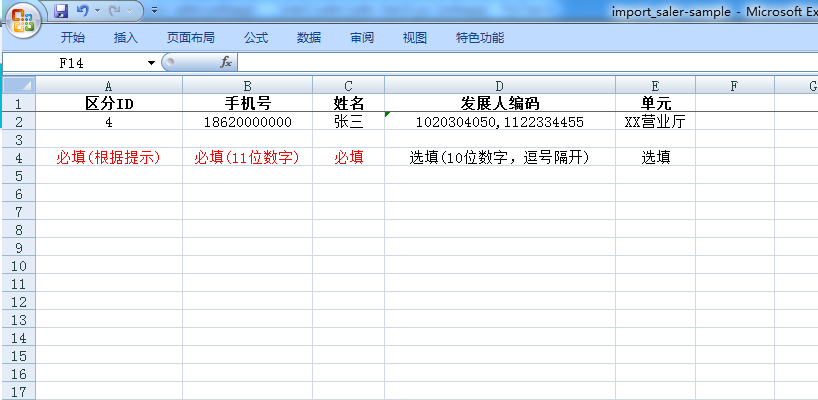 import_saler-sample - Microsoft Ex
开始 插入 页面布局 公式 数据 审阅 视图 特色功能
F14 fx
A B C D E F G
1 区分ID 手机号 姓名 发展人编码 单元
2 4 18620000000 张三 1020304050,1122334455 XX营业厅
3
4 必填(根据提示) 必填(11位数字) 必填 选填(10位数字，逗号隔开) 选填
5
6
7
8
9
10
11
12
13
14
15
16
17